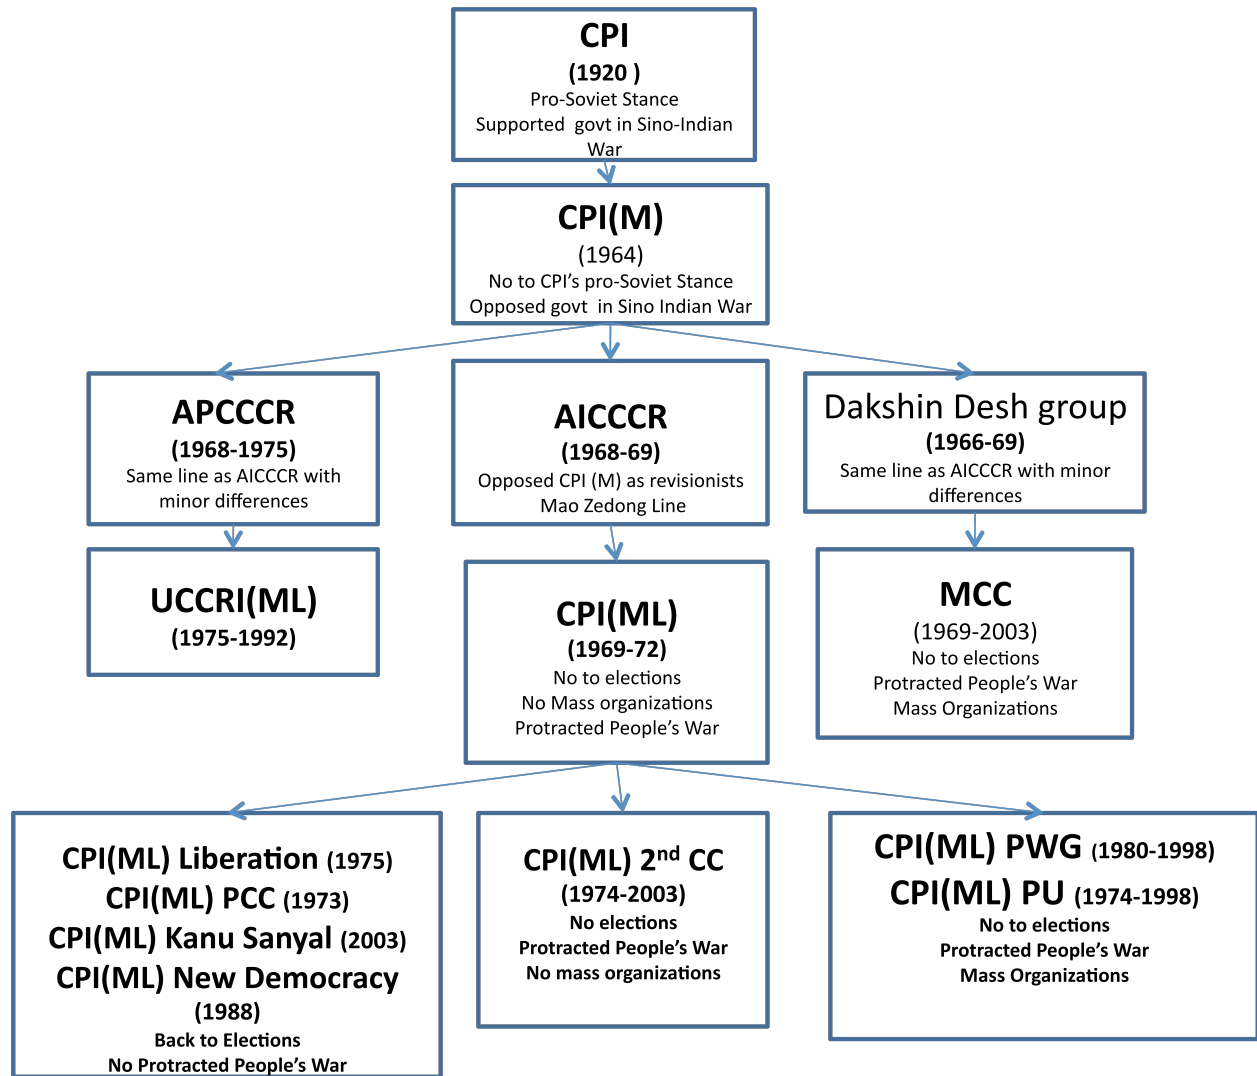 CPI
(1920 )
Pro-Soviet Stance
Supported govt in Sino-Indian
War
CPI(M)
(1964)
No to CPI’s pro-Soviet Stance
Opposed govt in Sino Indian War
APCCCR
(1968-1975)
Same line as AICCCR with
minor differences
AICCCR
(1968-69)
Opposed CPI (M) as revisionists
Mao Zedong Line
Dakshin Desh group
(1966-69)
Same line as AICCCR with minor
differences
UCCRI(ML)
(1975-1992)
CPI(ML)
(1969-72)
No to elections
No Mass organizations
Protracted People’s War
MCC
(1969-2003)
No to elections
Protracted People’s War
Mass Organizations
CPI(ML) Liberation (1975)
CPI(ML) PCC (1973)
CPI(ML) Kanu Sanyal (2003)
CPI(ML) New Democracy
(1988)
Back to Elections
No Protracted People’s War
CPI(ML) 2nd CC
(1974-2003)
No elections
Protracted People’s War
No mass organizations
CPI(ML) PWG (1980-1998)
CPI(ML) PU (1974-1998)
No to elections
Protracted People’s War
Mass Organizations